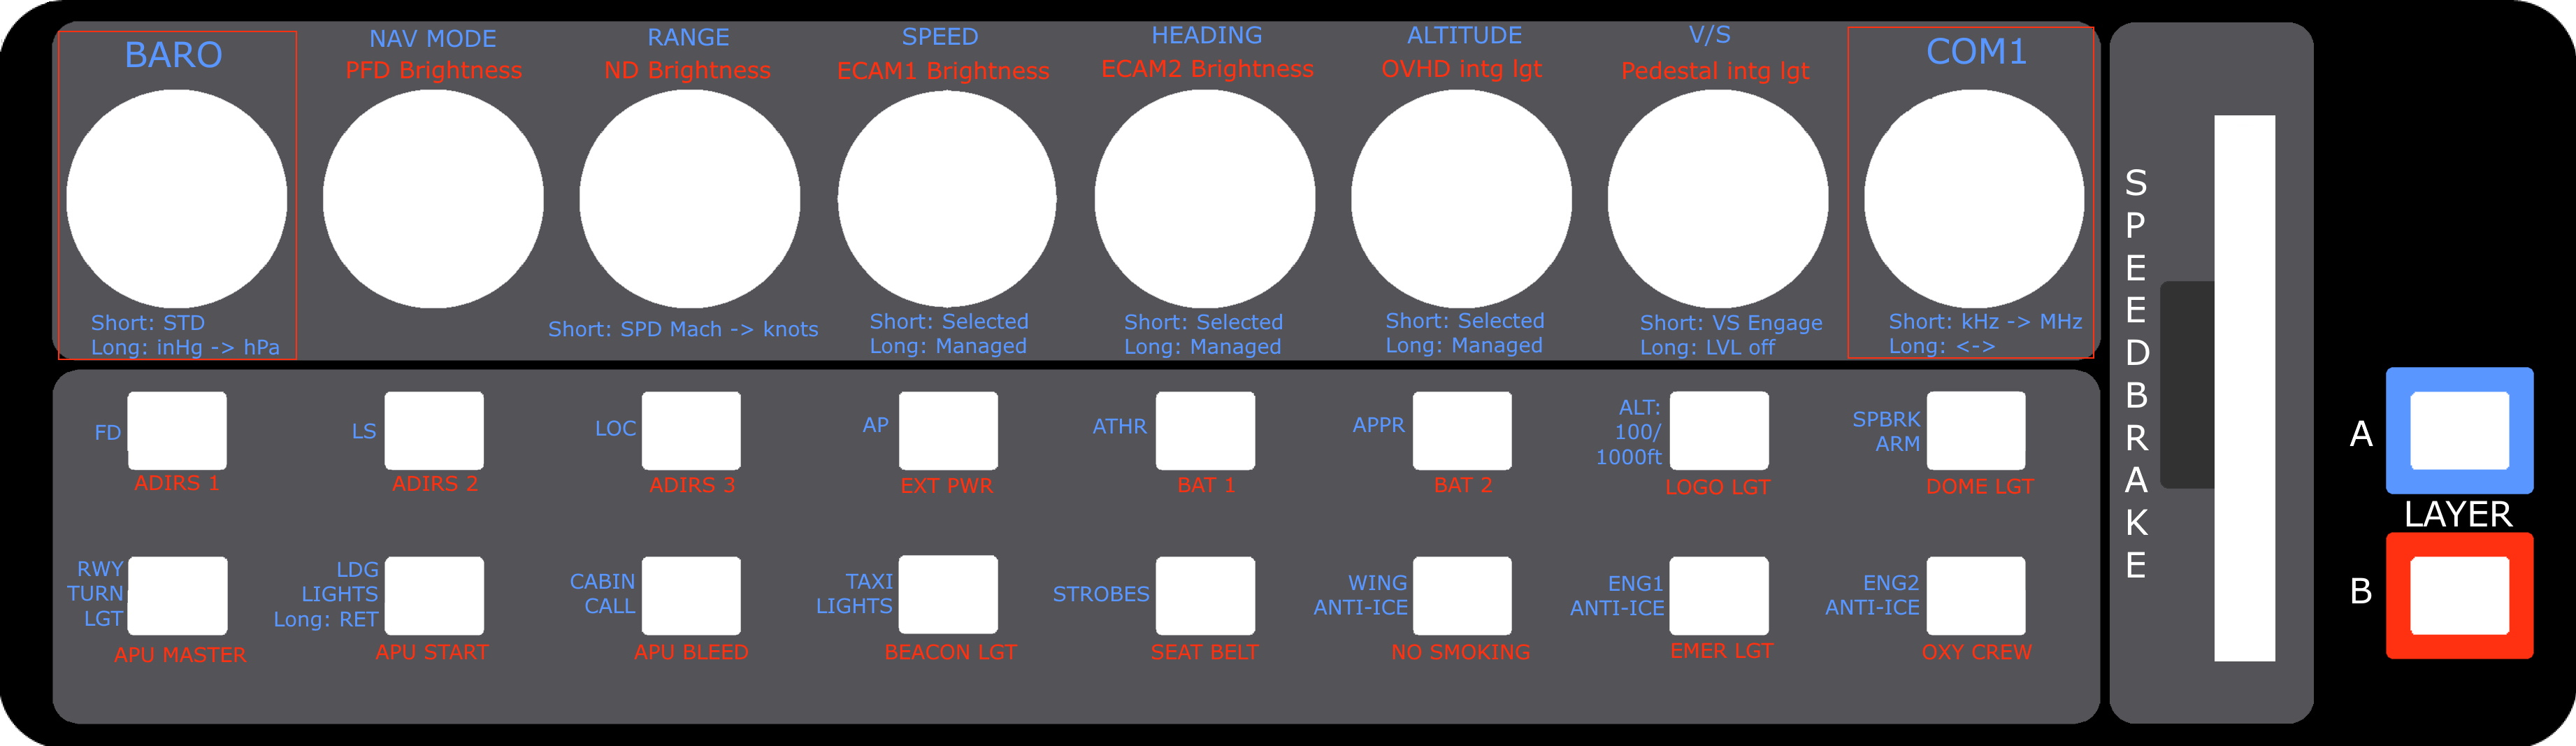 BARO
NAV MODE
PFD Brightness
RANGE
ND Brightness
SPEED
ECAM1 Brightness
HEADING
ECAM2 Brightness
ALTITUDE
OVHD intg lgt
V/S
Pedestal intg lgt
COM1
Short: STD
Long: inHg -> hPa
Short: SPD Mach -> knots
Short: Selected
Long: Managed
Short: Selected
Long: Managed
Short: Selected
Long: Managed
Short: VS Engage
Long: LVL off
Short: kHz -> MHz
Long: <->
FD
ADIRS 1
LS
ADIRS 2
LOC
ADIRS 3
AP
EXT PWR
ATHR
BAT 1
APPR
BAT 2
ALT:
100/
1000ft
LOGO LGT
SPBRK
ARM
DOME LGT
RWY
TURN
LGT
APU MASTER
LDG
LIGHTS
Long: RET
APU START
CABIN
CALL
APU BLEED
TAXI
LIGHTS
BEACON LGT
STROBES
SEAT BELT
WING
ANTI-ICE
NO SMOKING
ENG1
ANTI-ICE
EMER LGT
ENG2
ANTI-ICE
OXY CREW
SPEEDBRAKE
A
LAYER
B